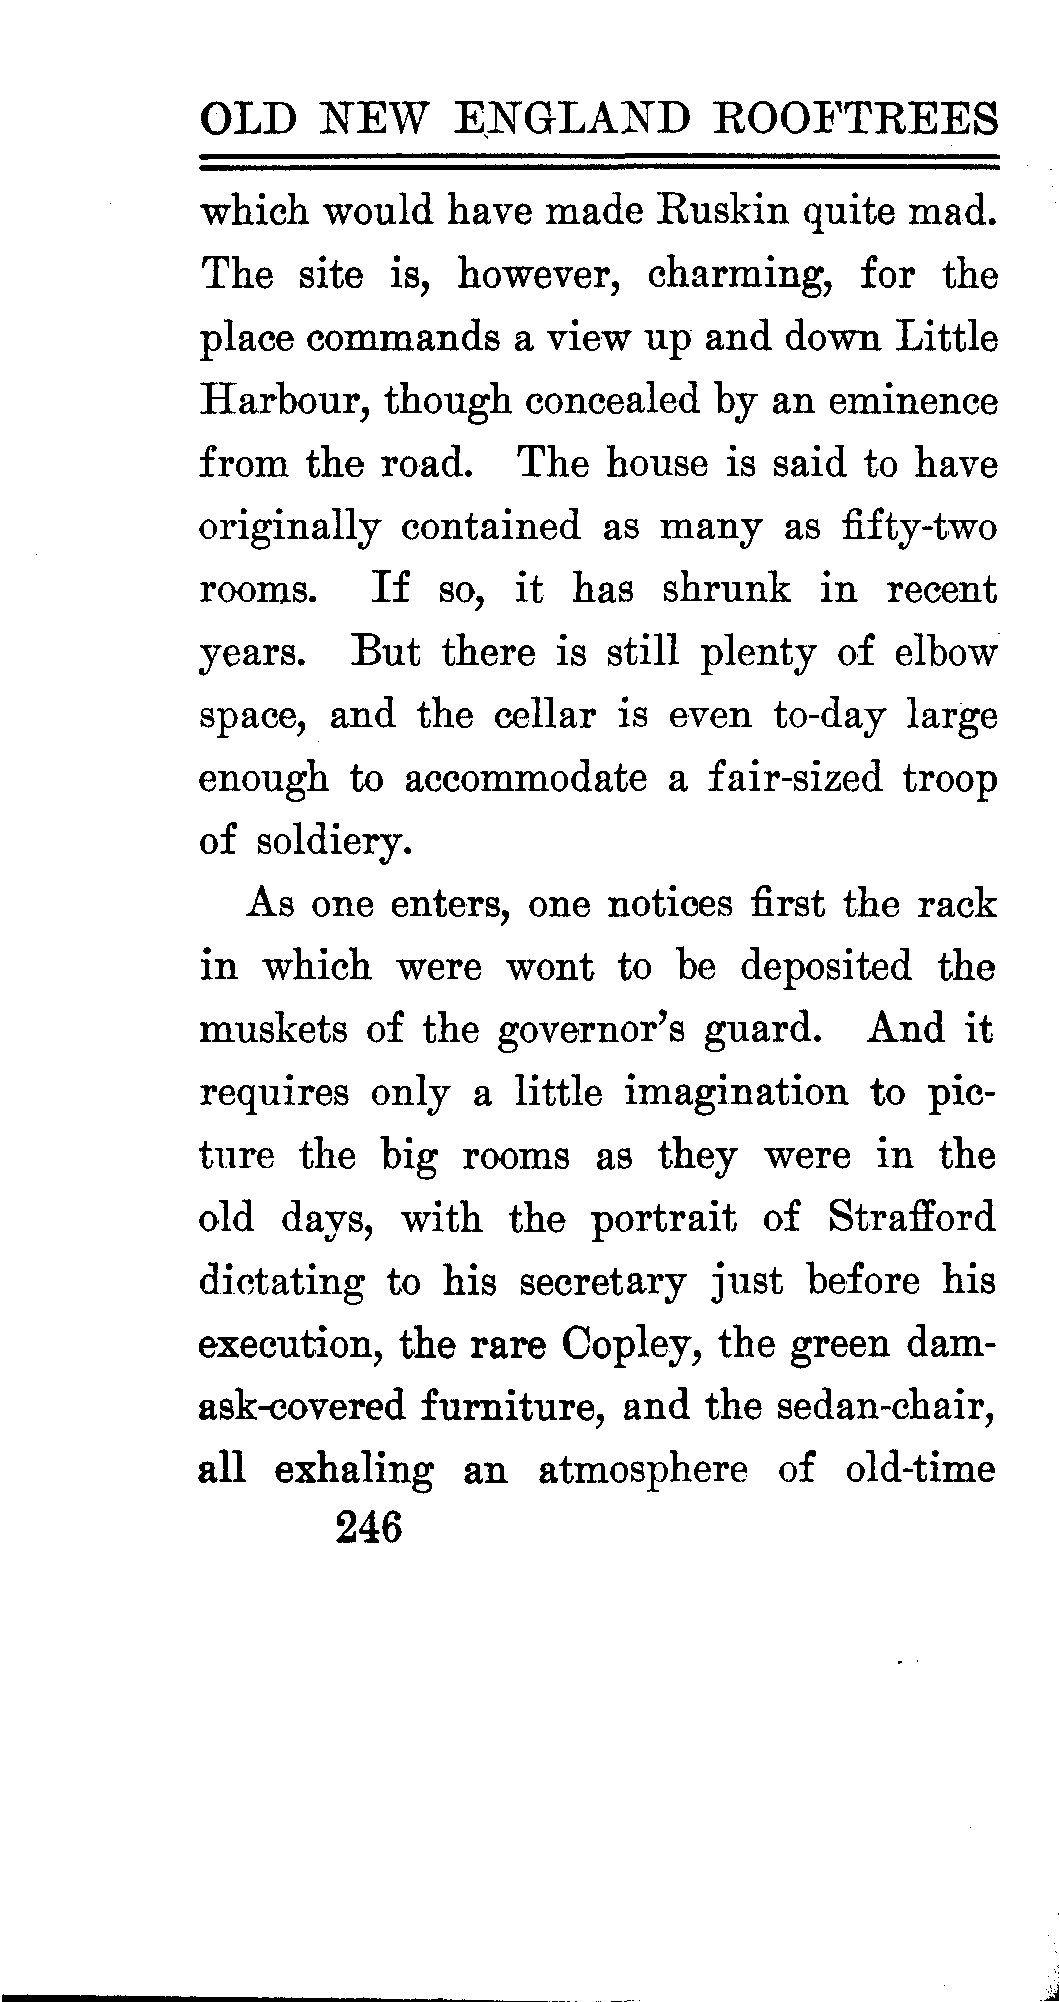 OLD NEW ENGLAND ROOFTREES
which would have made Ruskin quite mad.
The site is, however, charming, for the
place commands a view up and down Little
Harbour, though concealed by an eminence
from the road. The house is said to have
originally contained as many as fifty-two
rooms. If so, it has shrunk in recent
years. But there is still plenty of elbow
space, and the cellar is even to-day large
enough to accommodate a fair-sized troop
of soldiery.
As one enters, one notices first the rack
in which were wont to be deposited the
muskets of the governor's guard. And it
requires only a little imagination to pic-
ture the big rooms as they were in the
old days, with the portrait of Strafford
dictating to his secretary just before his
execution, the rare Copley, the green dam-
ask-covered furniture, and the sedan-chair,
all exhaling an atmosphere of old-time
246